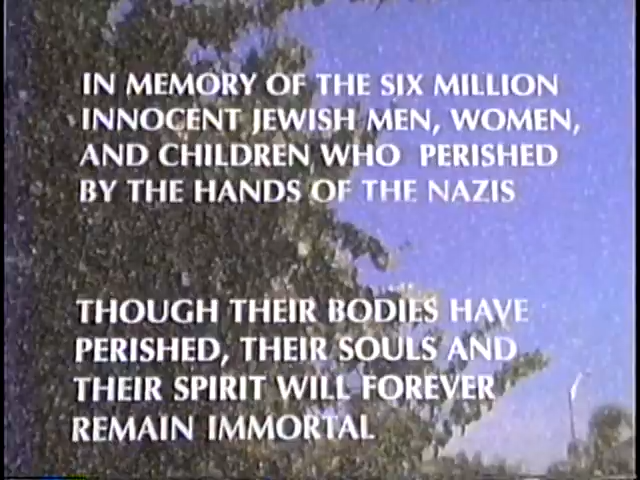 IN MEMORY OF THE SIX MILLION
INNOCENT JEWISH MEN, WOMEN,
AND CHILDREN WHO PERISHED
BY THE HANDS OF THE NAZIS
THOUGH THEIR BODIES HAVE
PERISHED, THEIR SOULS AND
THEIR SPIRIT WILL FOREVER
REMAIN IMMORTAL